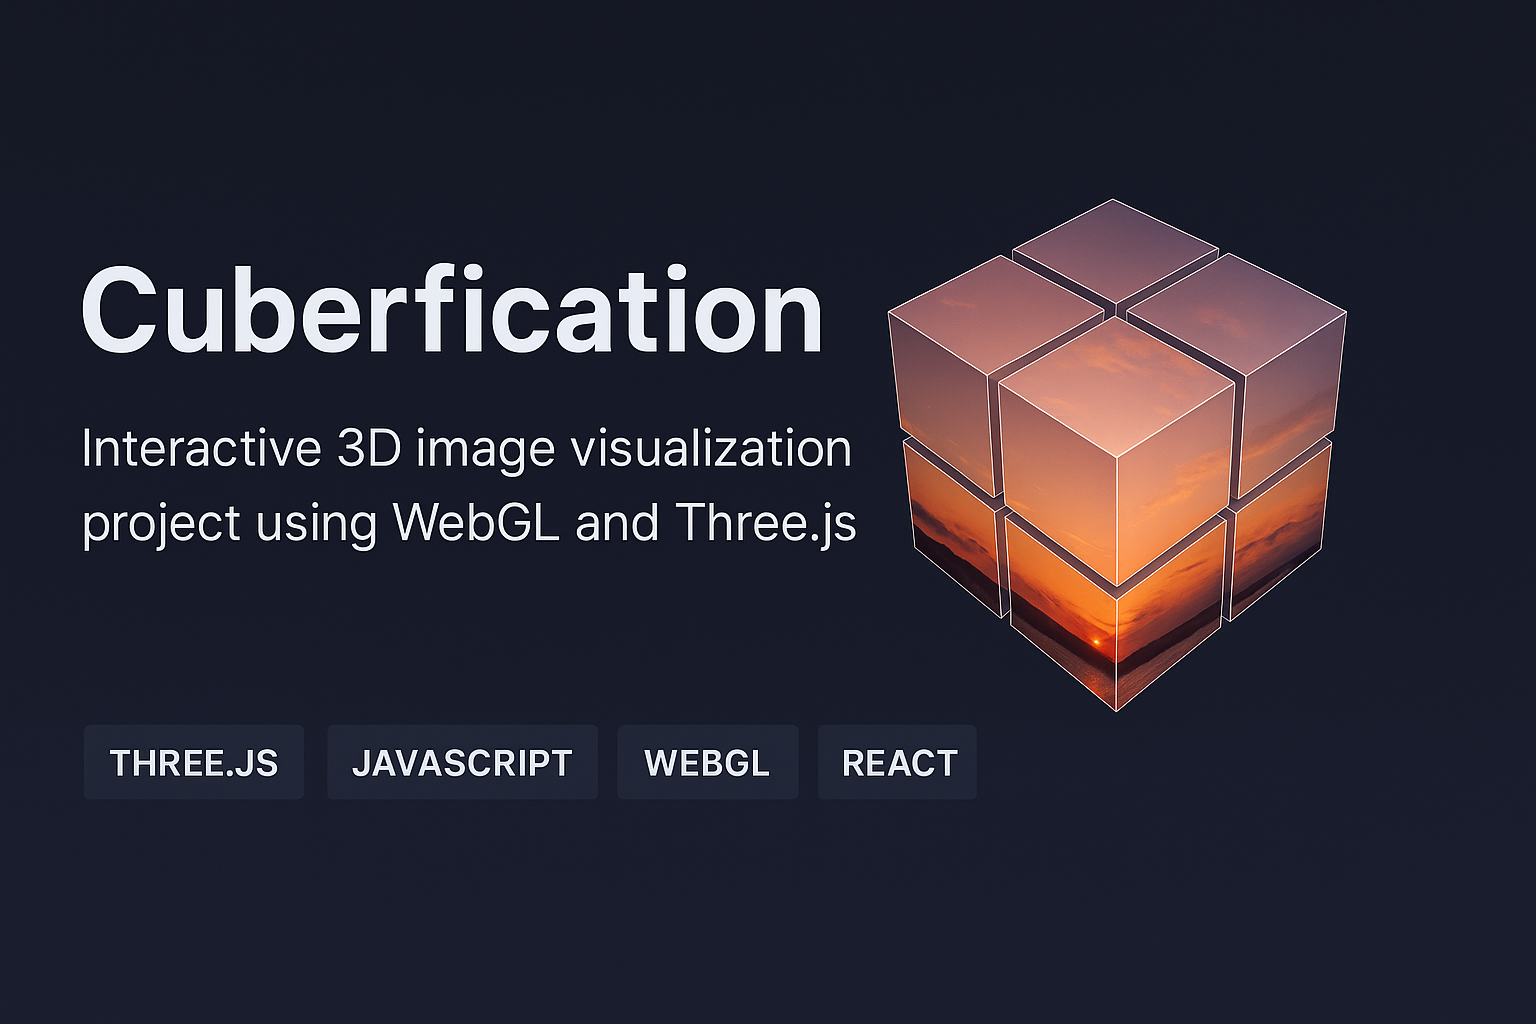 Cuberfication
Interactive 3D image visualization
project using WebGL and Three.js
THREE.JS JAVASCRIPT WEBGL REACT